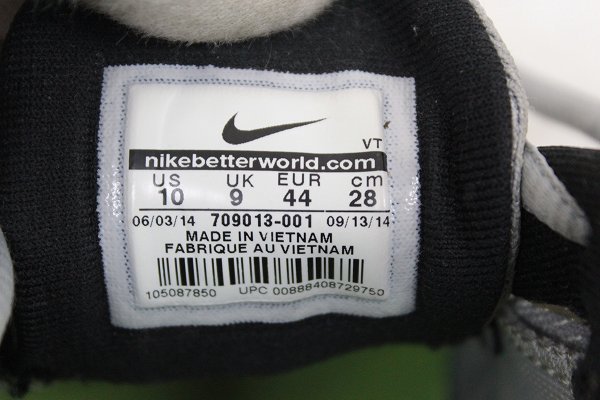 VT
nikebetterworld.com
US UK EUR cm
10 9 44 28
06/03/14 709013-001 09/13/14
MADE IN VIETNAM
FABRIQUE AU VIETNAM
105087850 UPC 00888408729750